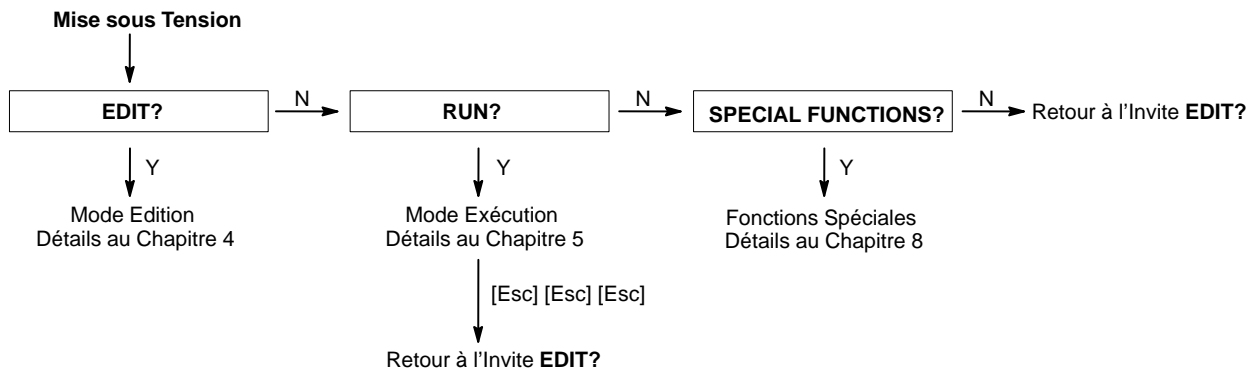 Mise sous Tension
EDIT?
N
RUN?
N
SPECIAL FUNCTIONS?
N
Retour à l'Invite EDIT?
Y
Y
Y
Mode Edition
Détails au Chapitre 4
Mode Exécution
Détails au Chapitre 5
Fonctions Spéciales
Détails au Chapitre 8
[Esc] [Esc] [Esc]
Retour à l'Invite EDIT?